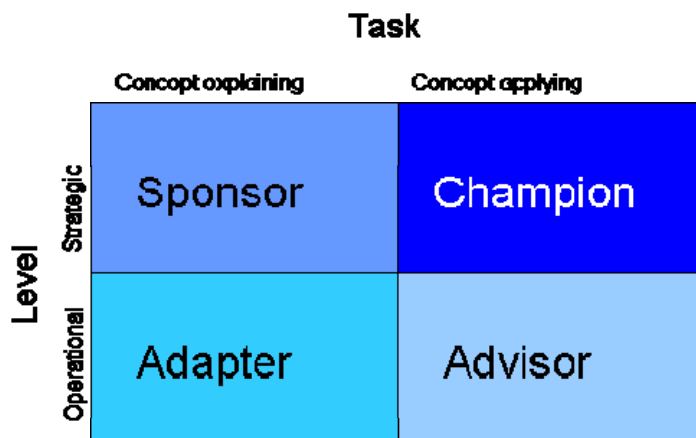 Task
Concept explaining
Concept applying
Level
Strategic
Sponsor
Champion
Operational
Adapter
Advisor